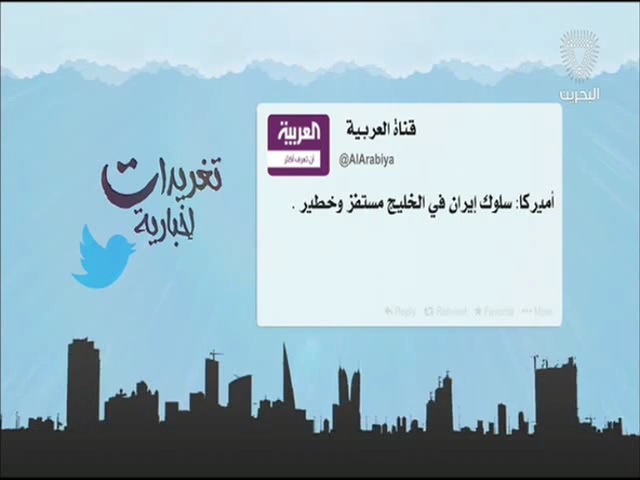 البحرين
قناة العربية
العربية
أن تعرف أكثر
@AlArabiya
تغريدات
إخبارية
أميركا: سلوك إيران في الخليج مستفز وخطير .
Reply Retweet Favorite More